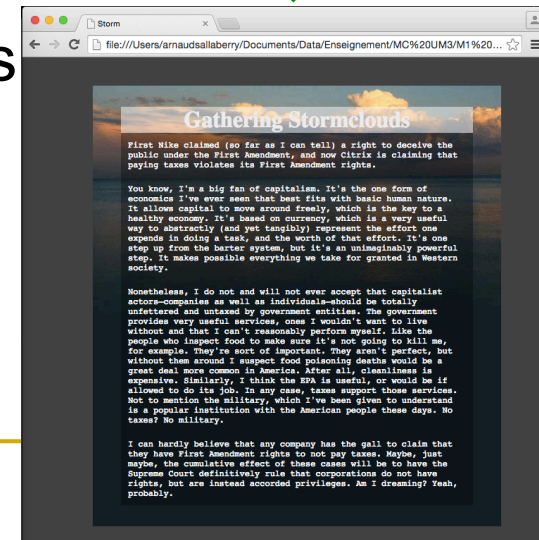 s
Storm
file:///Users/arnaudsallaberry/Documents/Data/Enseignement/MC%20UM3/M1%20...
Gathering Stormclouds
First Nike claimed (so far as I can tell) a right to deceive the
public under the First Amendment, and now Citrix is claiming that
paying taxes violates its First Amendment rights.
You know, I'm a big fan of capitalism. It's the one form of
economics I've ever seen that best fits with basic human nature.
It allows capital to move around freely, which is the key to a
healthy economy. It's based on currency, which is a very useful
way to abstractly (and yet tangibly) represent the effort one
expends in doing a task, and the worth of that effort. It's one
step up from the barter system, but it's an unimaginably powerful
step. It makes possible everything we take for granted in Western
society.
Nonetheless, I do not and will not ever accept that capitalist
actors—companies as well as individuals—should be totally
unfettered and untaxed by government entities. The government
provides very useful services, ones I wouldn't want to live
without and that I can't reasonably perform myself. Like the
people who inspect food to make sure it's not going to kill me,
for example. They're sort of important. They aren't perfect, but
without them around I suspect food poisoning deaths would be a
great deal more common in America. After all, cleanliness is
expensive. Similarly, I think the EPA is useful, or would be if
allowed to do its job. In any case, taxes support those services.
Not to mention the military, which I've been given to understand
is a popular institution with the American people these days. No
taxes? No military.
I can hardly believe that any company has the gall to claim that
they have First Amendment rights to not pay taxes. Maybe, just
maybe, the cumulative effect of these cases will be to have the
Supreme Court definitively rule that corporations do not have
rights, but are instead accorded privileges. Am I dreaming? Yeah,
probably.